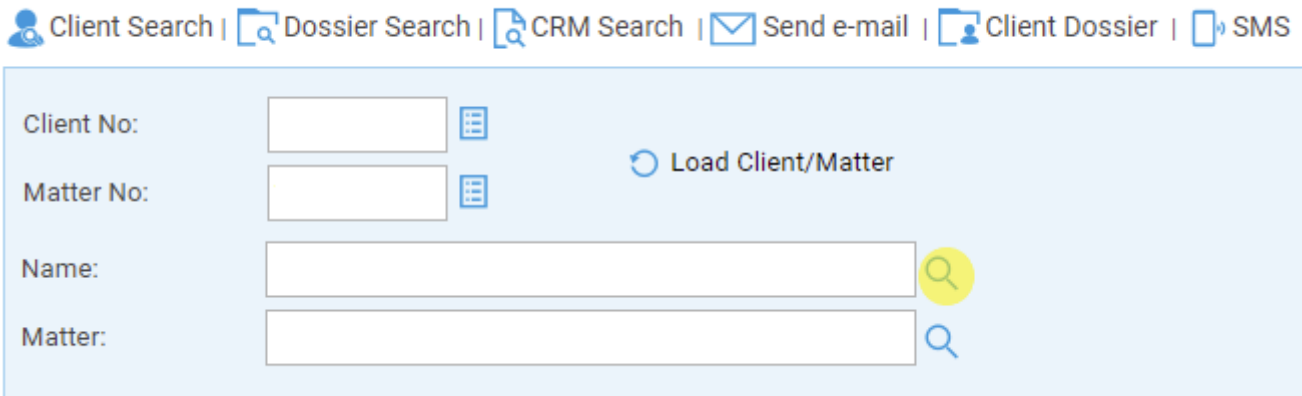 Client Search | Dossier Search | CRM Search | Send e-mail | Client Dossier | SMS
Client No:
Load Client/Matter
Matter No:
Name:
Matter: